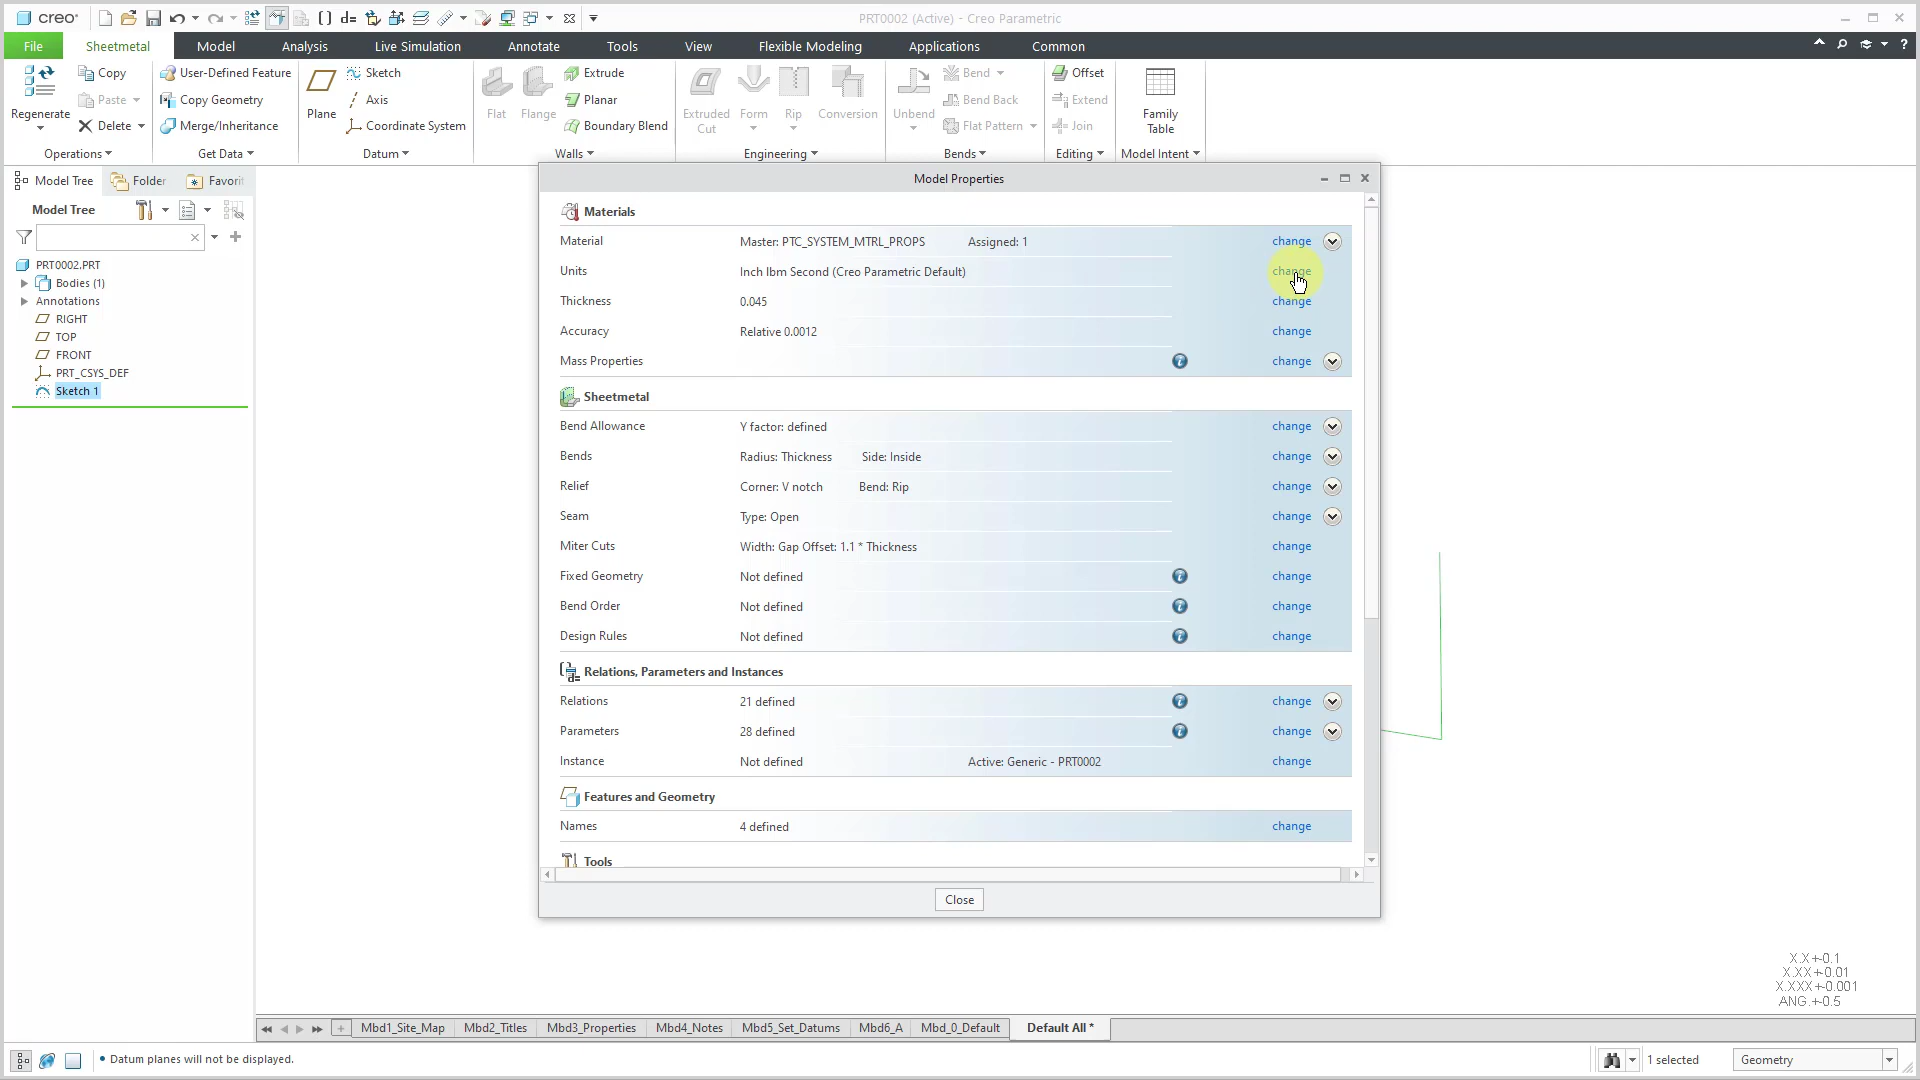 creo
PRT0002 (Active) - Creo Parametric
File Sheetmetal Model Analysis Live Simulation Annotate Tools View Flexible Modeling Applications Common
Regenerate
Copy
Paste
Delete
Operations
User-Defined Feature
Copy Geometry
Merge/Inheritance
Get Data
Plane
Sketch
Axis
Coordinate System
Datum
Flat
Flange
Extrude
Planar
Boundary Blend
Walls
Extruded Cut
Form
Rip
Conversion
Engineering
Unbend
Bend
Bend Back
Flat Pattern
Bends
Offset
Extend
Join
Editing
Family Table
Model Intent
Model Tree Folder Favorit
Model Tree
PRT0002.PRT
Bodies (1)
Annotations
RIGHT
TOP
FRONT
PRT_CSYS_DEF
Sketch 1
Model Properties
Materials
Material Master: PTC_SYSTEM_MTRL_PROPS Assigned: 1 change
Units Inch lbm Second (Creo Parametric Default) change
Thickness 0.045 change
Accuracy Relative 0.0012 change
Mass Properties change
Sheetmetal
Bend Allowance Y factor: defined change
Bends Radius: Thickness Side: Inside change
Relief Corner: V notch Bend: Rip change
Seam Type: Open change
Miter Cuts Width: Gap Offset: 1.1 * Thickness change
Fixed Geometry Not defined change
Bend Order Not defined change
Design Rules Not defined change
Relations, Parameters and Instances
Relations 21 defined change
Parameters 28 defined change
Instance Not defined Active: Generic - PRT0002 change
Features and Geometry
Names 4 defined change
Tools
Close
X.X+-0.1
X.XX+-0.01
X.XXX+-0.001
ANG.+-0.5
Mbd1_Site_Map Mbd2_Titles Mbd3_Properties Mbd4_Notes Mbd5_Set_Datums Mbd6_A Mbd_0_Default Default All *
• Datum planes will not be displayed.
1 selected
Geometry